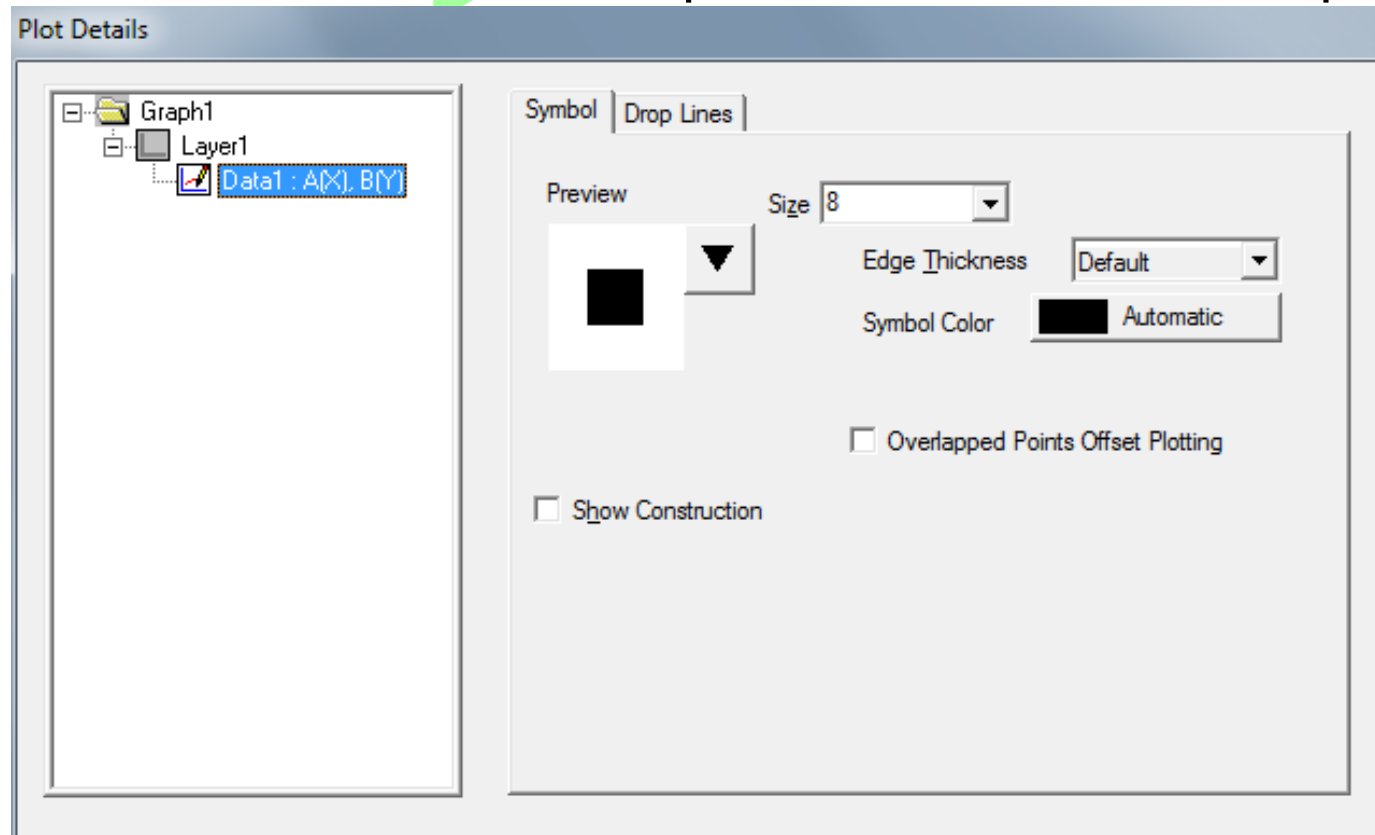 Plot Details
Graph1
Layer1
Data1 : A(X), B(Y)
Symbol
Drop Lines
Preview
Size 8
Edge Thickness Default
Symbol Color Automatic
Overlapped Points Offset Plotting
Show Construction